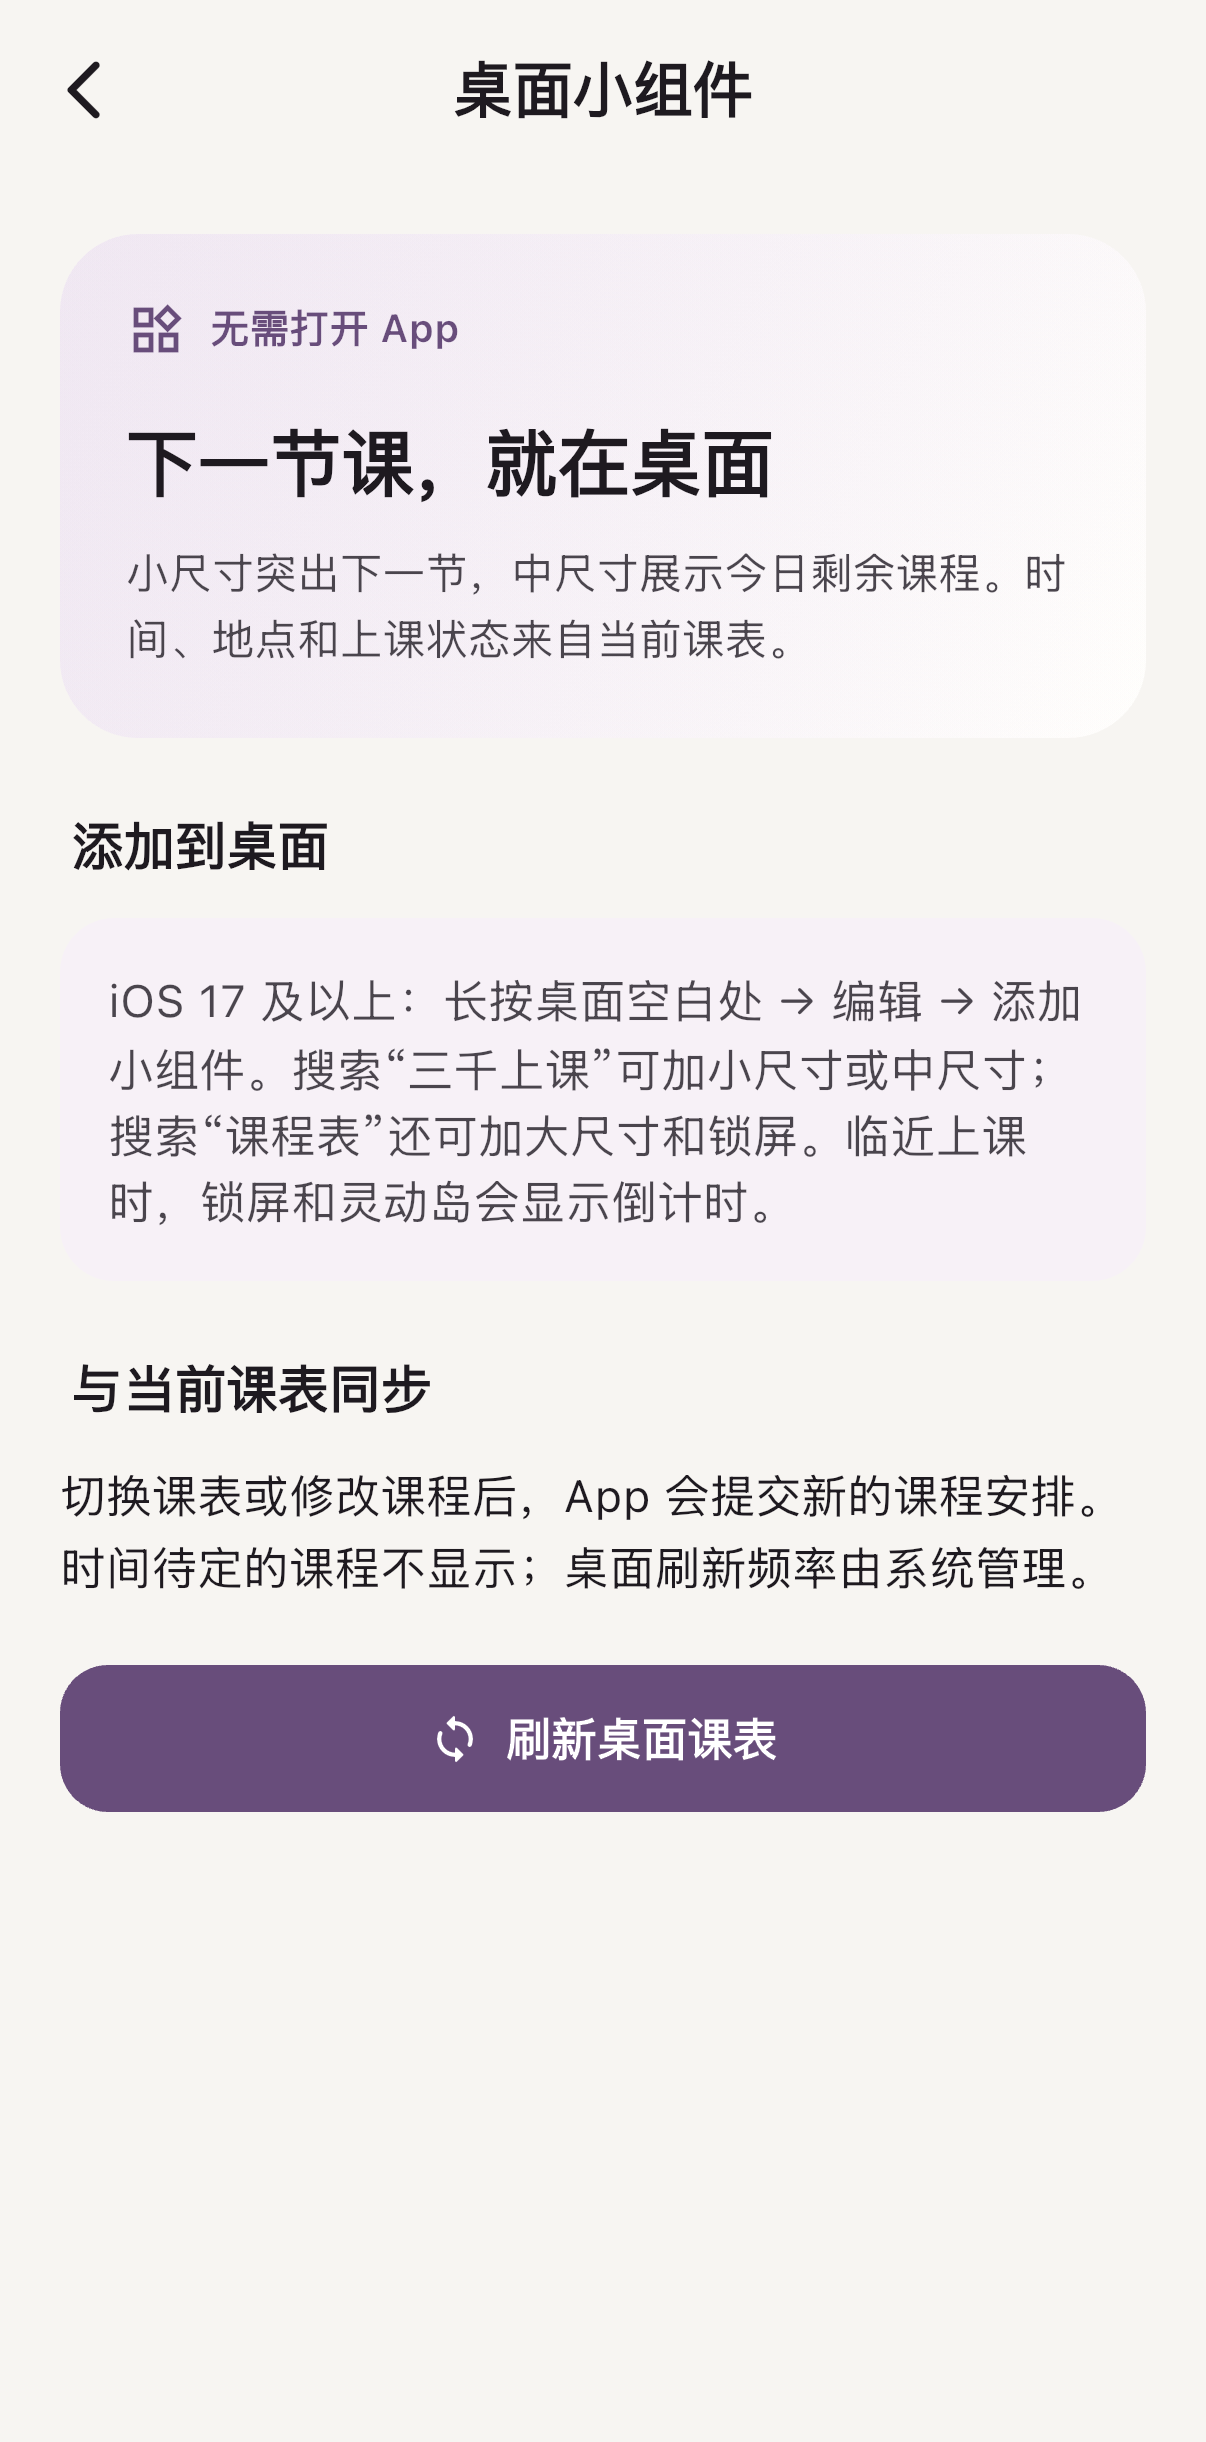 桌面小组件
无需打开 App
下一节课，就在桌面
小尺寸突出下一节，中尺寸展示今日剩余课程。时
间、地点和上课状态来自当前课表。
添加到桌面
iOS 17 及以上：长按桌面空白处 → 编辑 → 添加
小组件。搜索“三千上课”可加小尺寸或中尺寸；
搜索“课程表”还可加大尺寸和锁屏。临近上课
时，锁屏和灵动岛会显示倒计时。
与当前课表同步
切换课表或修改课程后，App 会提交新的课程安排。
时间待定的课程不显示；桌面刷新频率由系统管理。
刷新桌面课表